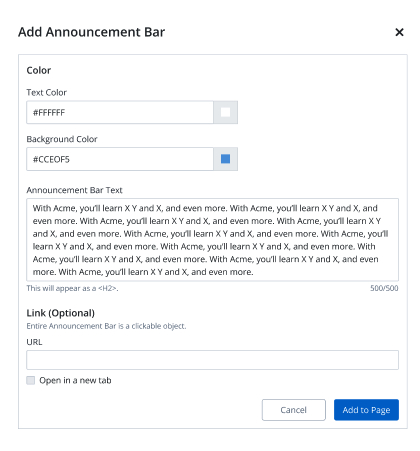 Add Announcement Bar
Color
Text Color
#FFFFFF
Background Color
#CCEOF5
Announcement Bar Text
With Acme, you'll learn X Y and X, and even more. With Acme, you'll learn X Y and X, and
even more. With Acme, you'll learn X Y and X, and even more. With Acme, you'll learn X Y
and X, and even more. With Acme, you'll learn X Y and X, and even more. With Acme, you'll
learn X Y and X, and even more. With Acme, you'll learn X Y and X, and even more. With
Acme, you'll learn X Y and X, and even more. With Acme, you'll learn X Y and X, and even
more. With Acme, you'll learn X Y and X, and even more.
This will appear as a <H2>.
500/500
Link (Optional)
Entire Announcement Bar is a clickable object.
URL
Open in a new tab
Cancel
Add to Page